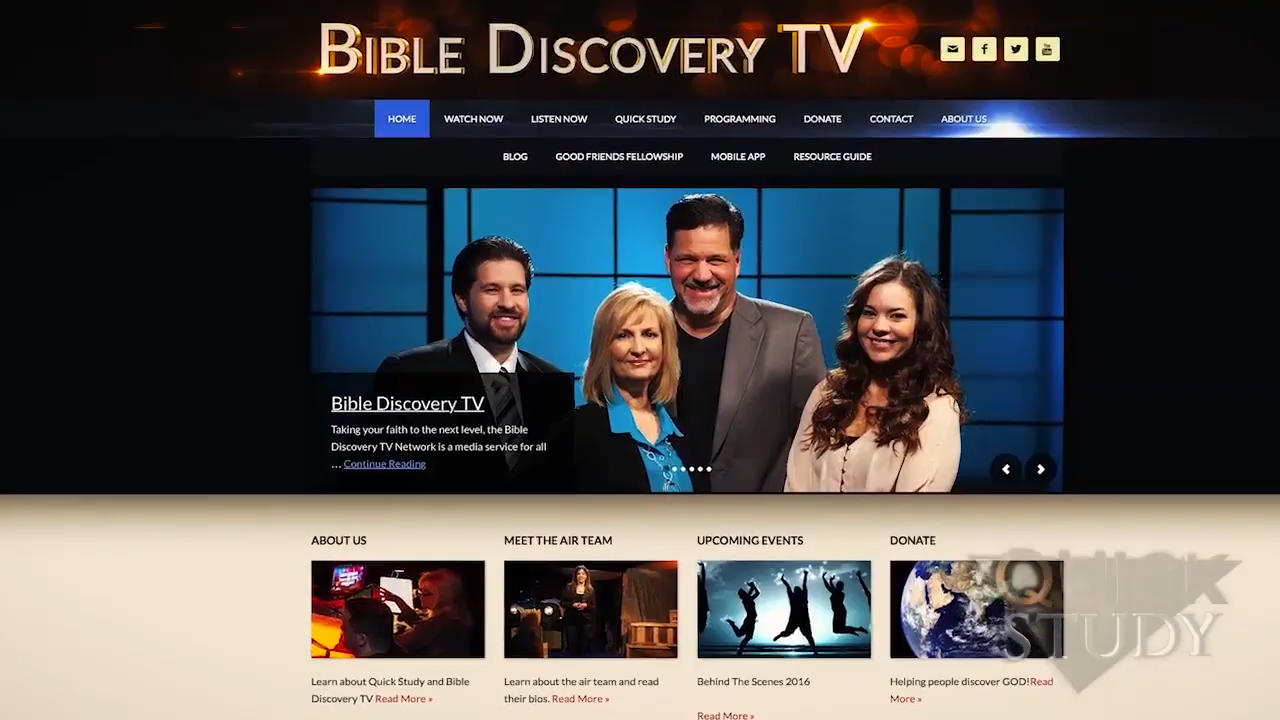 BIBLE DISCOVERY TV
HOME WATCH NOW LISTEN NOW QUICK STUDY PROGRAMMING DONATE CONTACT ABOUT US
BLOG GOOD FRIENDS FELLOWSHIP MOBILE APP RESOURCE GUIDE
Bible Discovery TV
Taking your faith to the next level, the Bible
Discovery TV Network is a media service for all
... Continue Reading
ABOUT US
Learn about Quick Study and Bible
Discovery TV Read More »
MEET THE AIR TEAM
Learn about the air team and read
their bios. Read More »
UPCOMING EVENTS
Behind The Scenes 2016
Read More »
DONATE
Helping people discover GOD!Read
More »
QUICK
STUDY